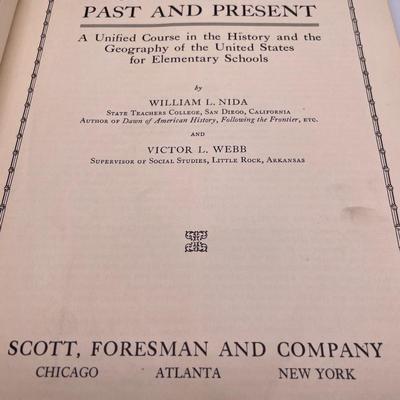 PAST AND PRESENT
A Unified Course in the History and the
Geography of the United States
for Elementary Schools
by
WILLIAM L. NIDA
STATE TEACHERS COLLEGE, SAN DIEGO, CALIFORNIA
AUTHOR OF Dawn of American History, Following the Frontier, ETC.
AND
VICTOR L. WEBB
SUPERVISOR OF SOCIAL STUDIES, LITTLE ROCK, ARKANSAS
SCOTT, FORESMAN AND COMPANY
CHICAGO ATLANTA NEW YORK